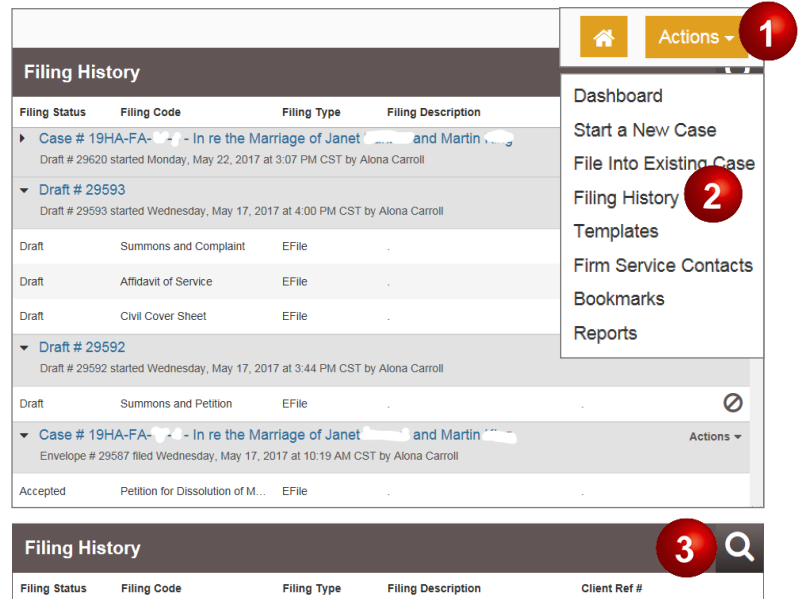 Actions
1
Filing History
Filing Status Filing Code Filing Type Filing Description
Case # 19HA-FA- - - In re the Marriage of Janet and Martin
Draft # 29620 started Monday, May 22, 2017 at 3:07 PM CST by Alona Carroll
Draft # 29593
Draft # 29593 started Wednesday, May 17, 2017 at 4:00 PM CST by Alona Carroll
Draft Summons and Complaint EFile .
Draft Affidavit of Service EFile .
Draft Civil Cover Sheet EFile .
Draft # 29592
Draft # 29592 started Wednesday, May 17, 2017 at 3:44 PM CST by Alona Carroll
Draft Summons and Petition EFile . .
Case # 19HA-FA- - - In re the Marriage of Janet and Martin Actions
Envelope # 29587 filed Wednesday, May 17, 2017 at 10:19 AM CST by Alona Carroll
Accepted Petition for Dissolution of M... EFile . .
Dashboard
Start a New Case
File Into Existing Case
Filing History
2
Templates
Firm Service Contacts
Bookmarks
Reports
Filing History
3
Filing Status Filing Code Filing Type Filing Description Client Ref #